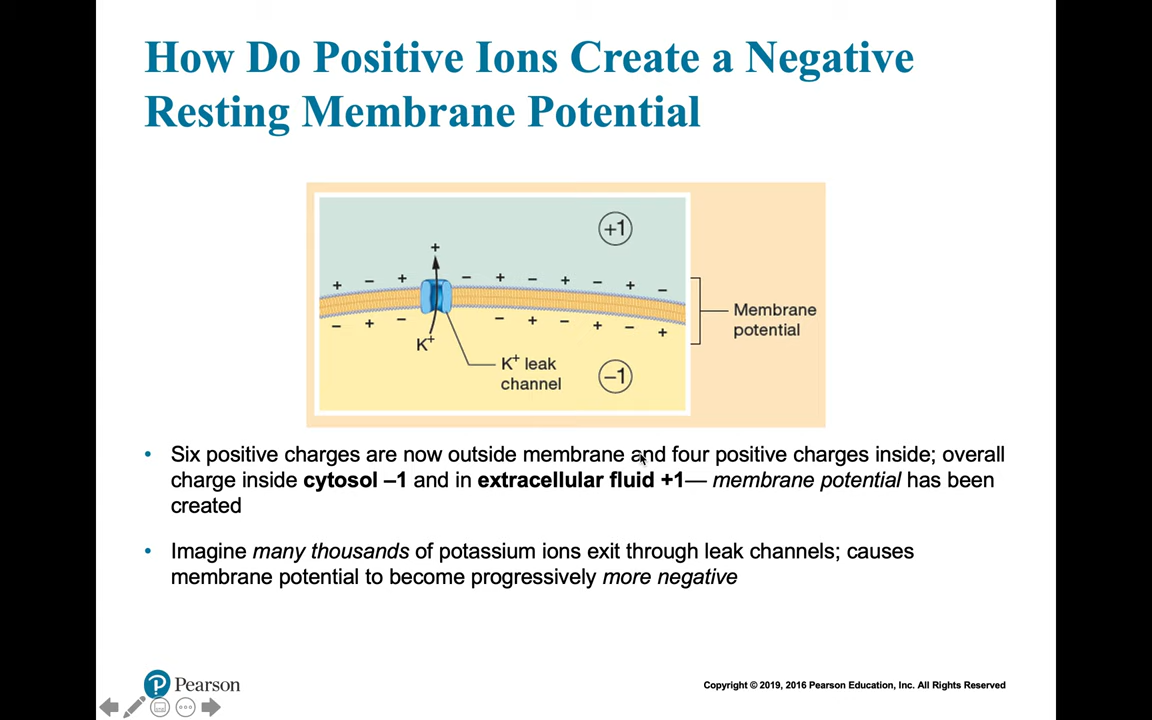 How Do Positive Ions Create a Negative
Resting Membrane Potential
+1
+
+ − + − + − + − + −
− + − − + − + − +
K⁺
Membrane
potential
K⁺ leak
channel
−1
• Six positive charges are now outside membrane and four positive charges inside; overall
charge inside cytosol –1 and in extracellular fluid +1— membrane potential has been
created
• Imagine many thousands of potassium ions exit through leak channels; causes
membrane potential to become progressively more negative
Pearson
Copyright © 2019, 2016 Pearson Education, Inc. All Rights Reserved